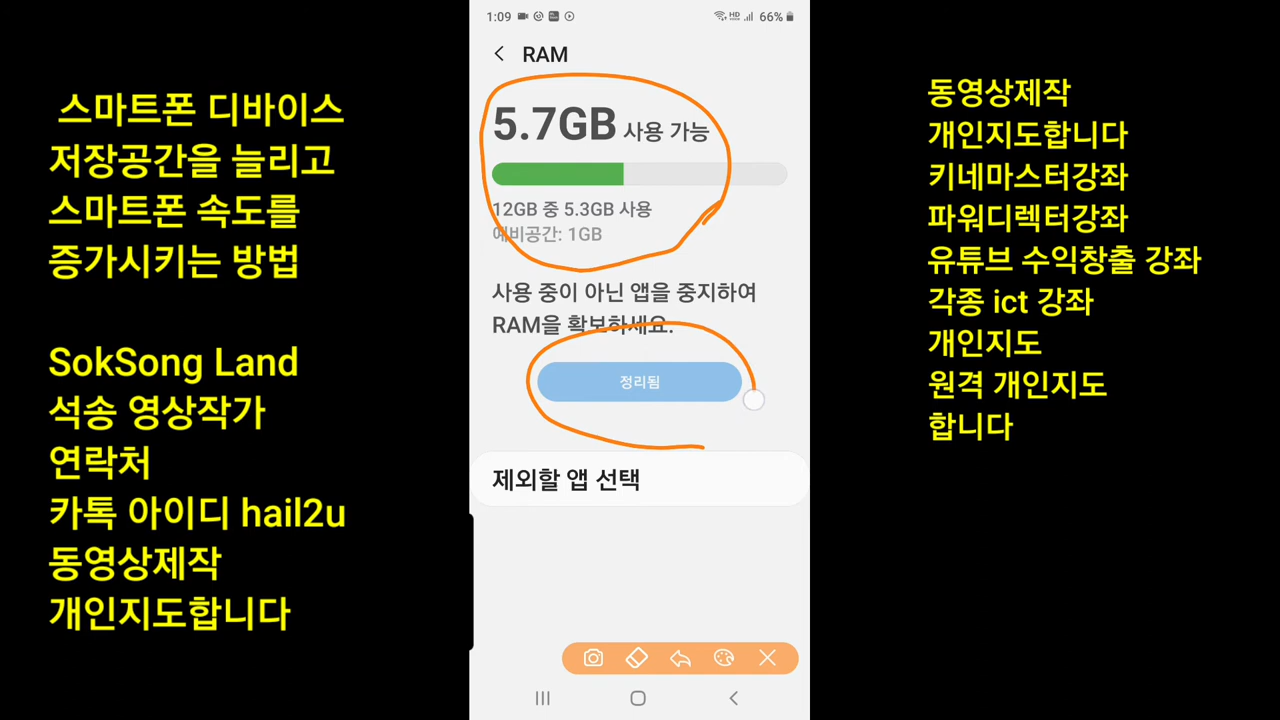 스마트폰 디바이스
저장공간을 늘리고
스마트폰 속도를
증가시키는 방법
SokSong Land
석송 영상작가
연락처
카톡 아이디 hail2u
동영상제작
개인지도합니다
1:09
HD
66%
RAM
5.7GB 사용 가능
12GB 중 5.3GB 사용
예비공간: 1GB
사용 중이 아닌 앱을 중지하여
RAM을 확보하세요.
정리됨
제외할 앱 선택
동영상제작
개인지도합니다
키네마스터강좌
파워디렉터강좌
유튜브 수익창출 강좌
각종 ict 강좌
개인지도
원격 개인지도
합니다